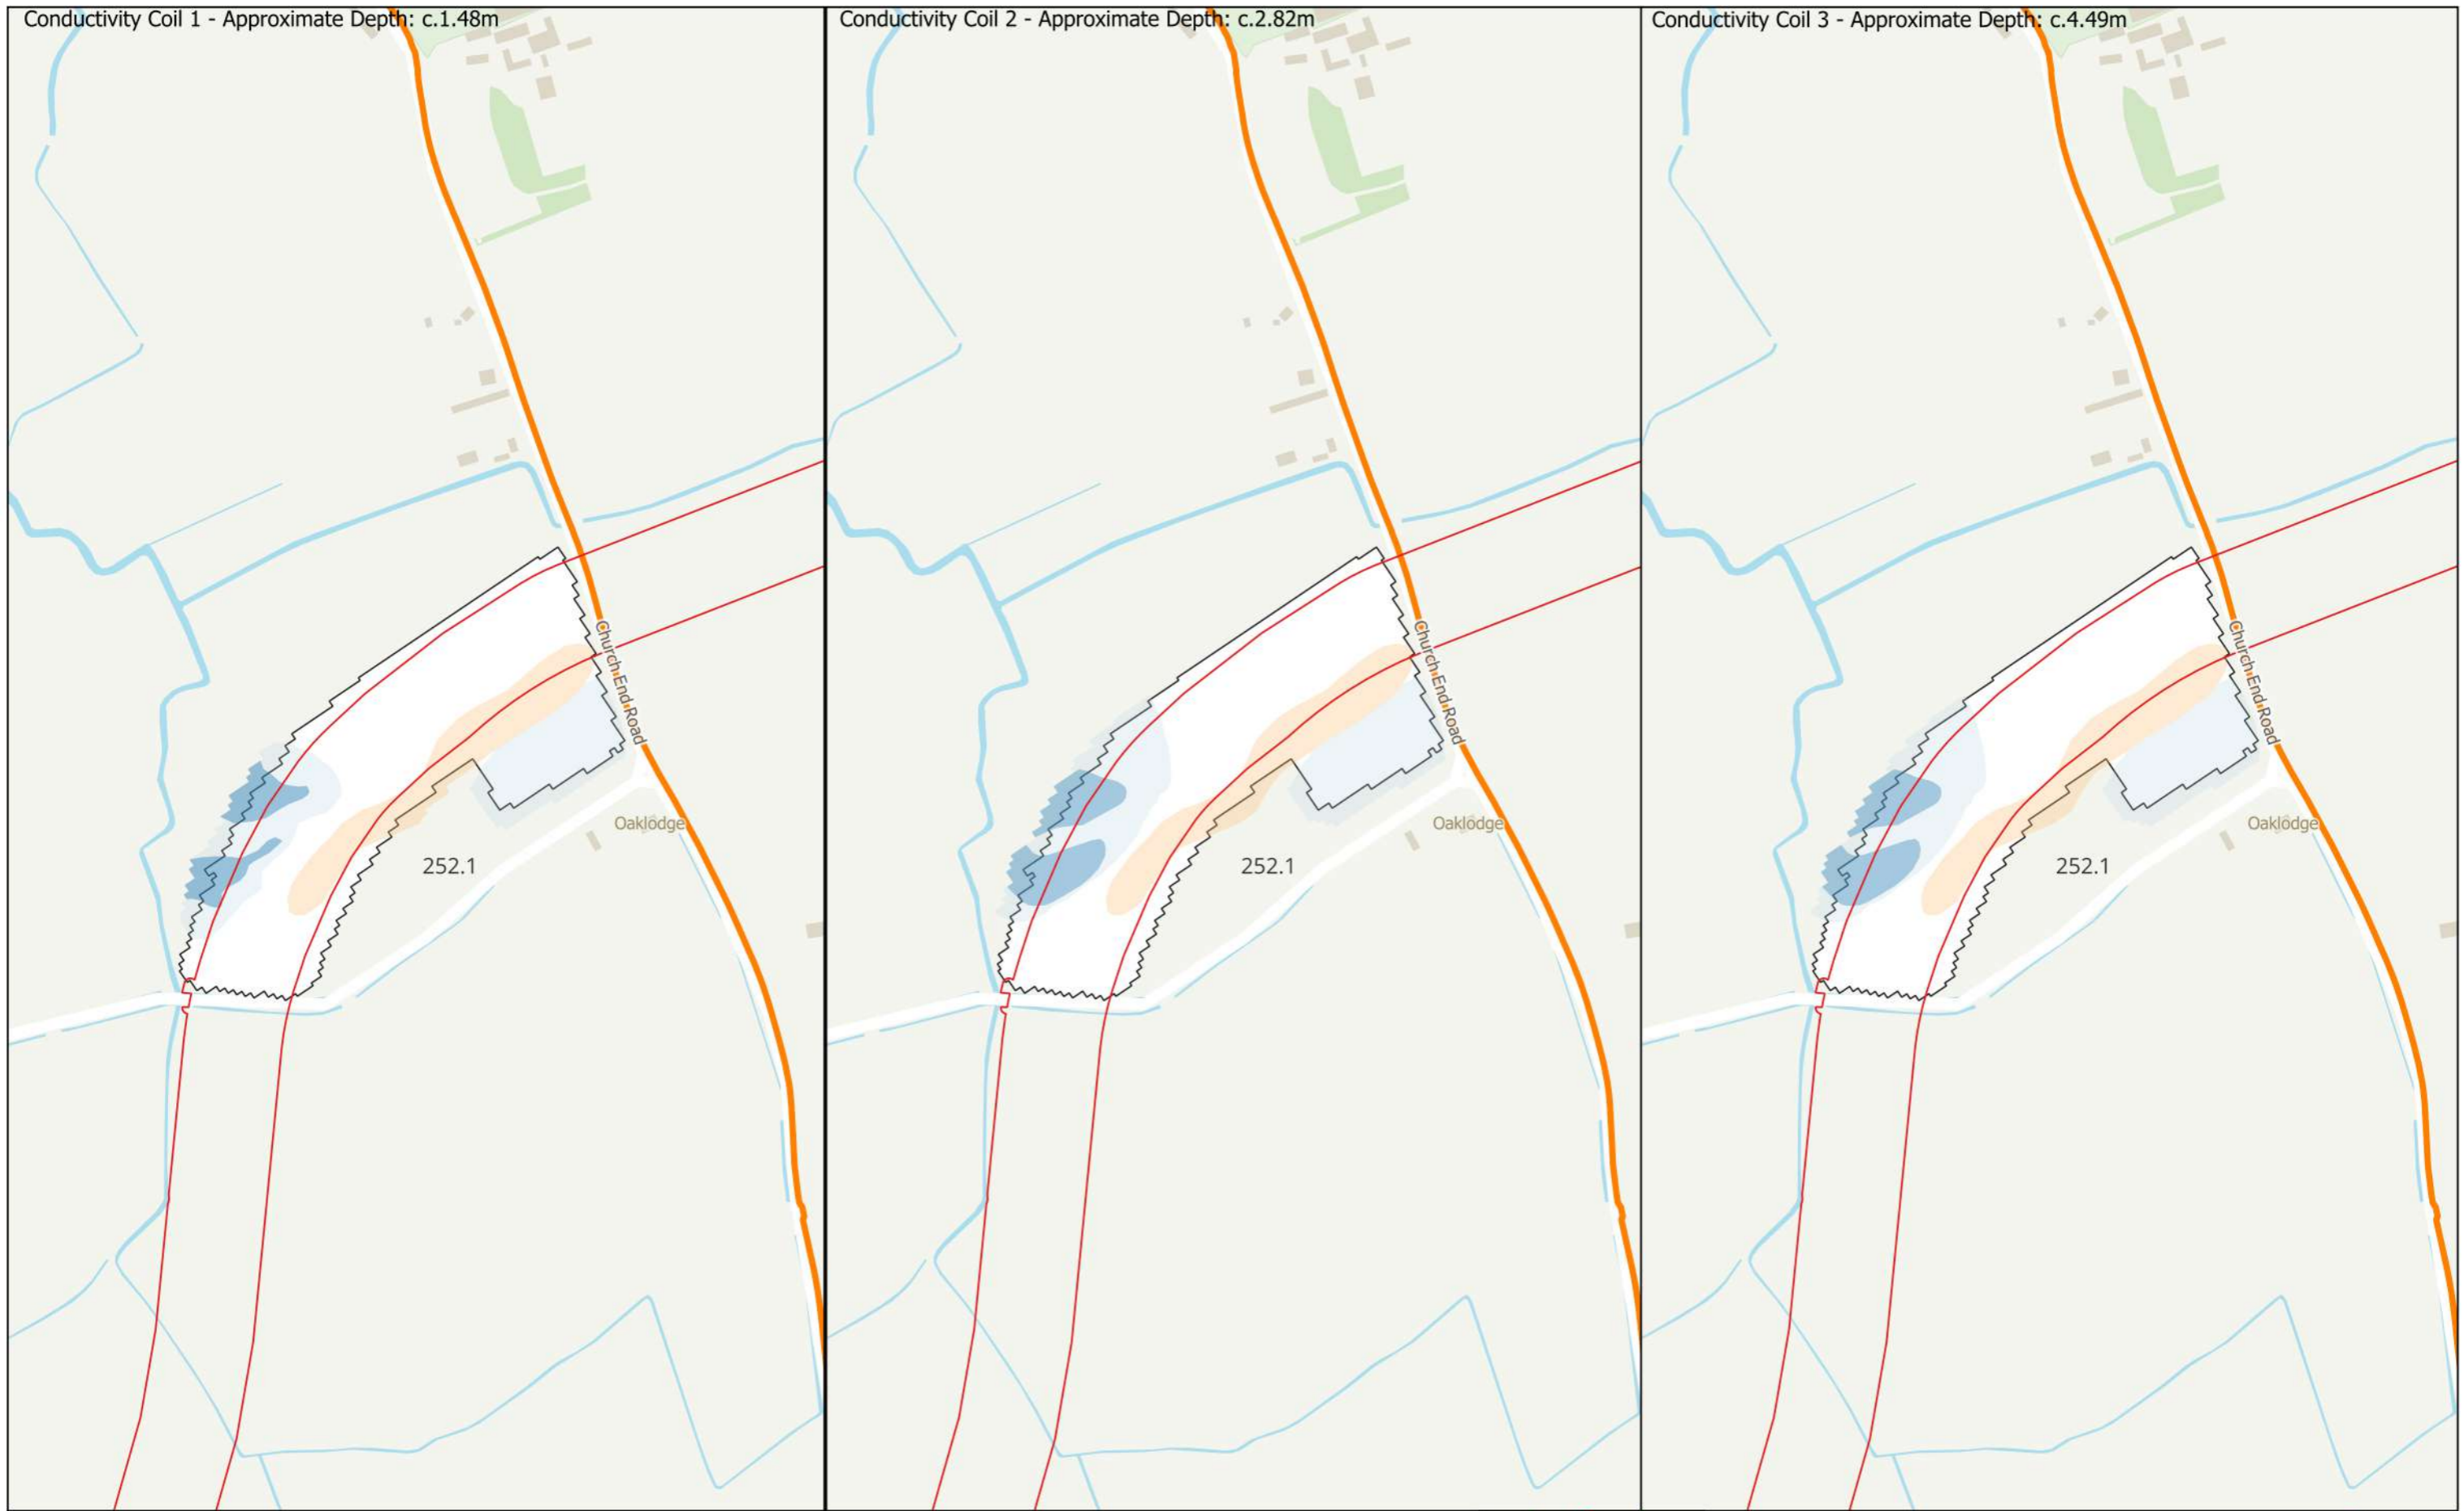 Conductivity Coil 1 - Approximate Depth: c.1.48m
Church End Road
Oaklodge
252.1
Conductivity Coil 2 - Approximate Depth: c.2.82m
Church End Road
Oaklodge
252.1
Conductivity Coil 3 - Approximate Depth: c.4.49m
Church End Road
Oaklodge
252.1